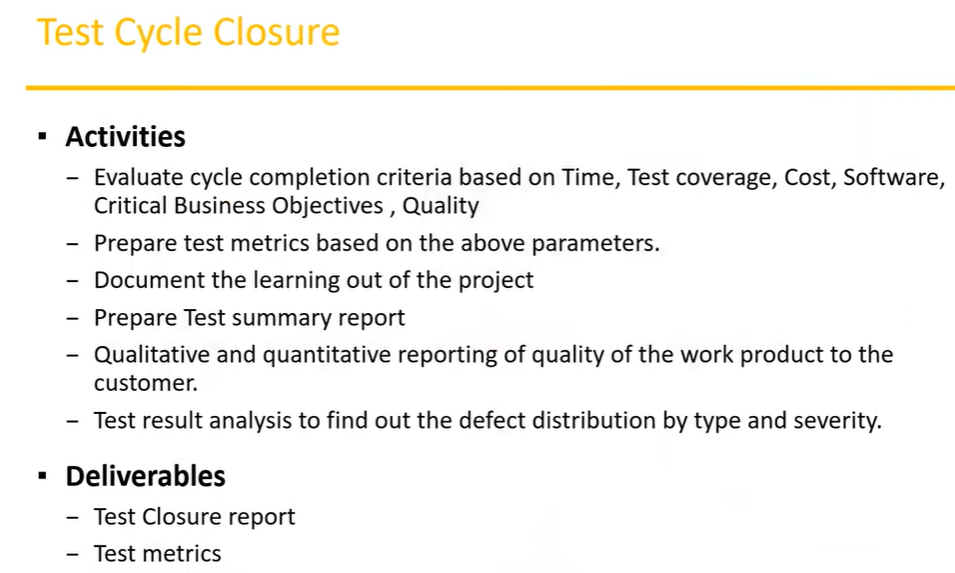 Test Cycle Closure
▪ Activities
– Evaluate cycle completion criteria based on Time, Test coverage, Cost, Software,
Critical Business Objectives , Quality
– Prepare test metrics based on the above parameters.
– Document the learning out of the project
– Prepare Test summary report
– Qualitative and quantitative reporting of quality of the work product to the
customer.
– Test result analysis to find out the defect distribution by type and severity.
▪ Deliverables
– Test Closure report
– Test metrics